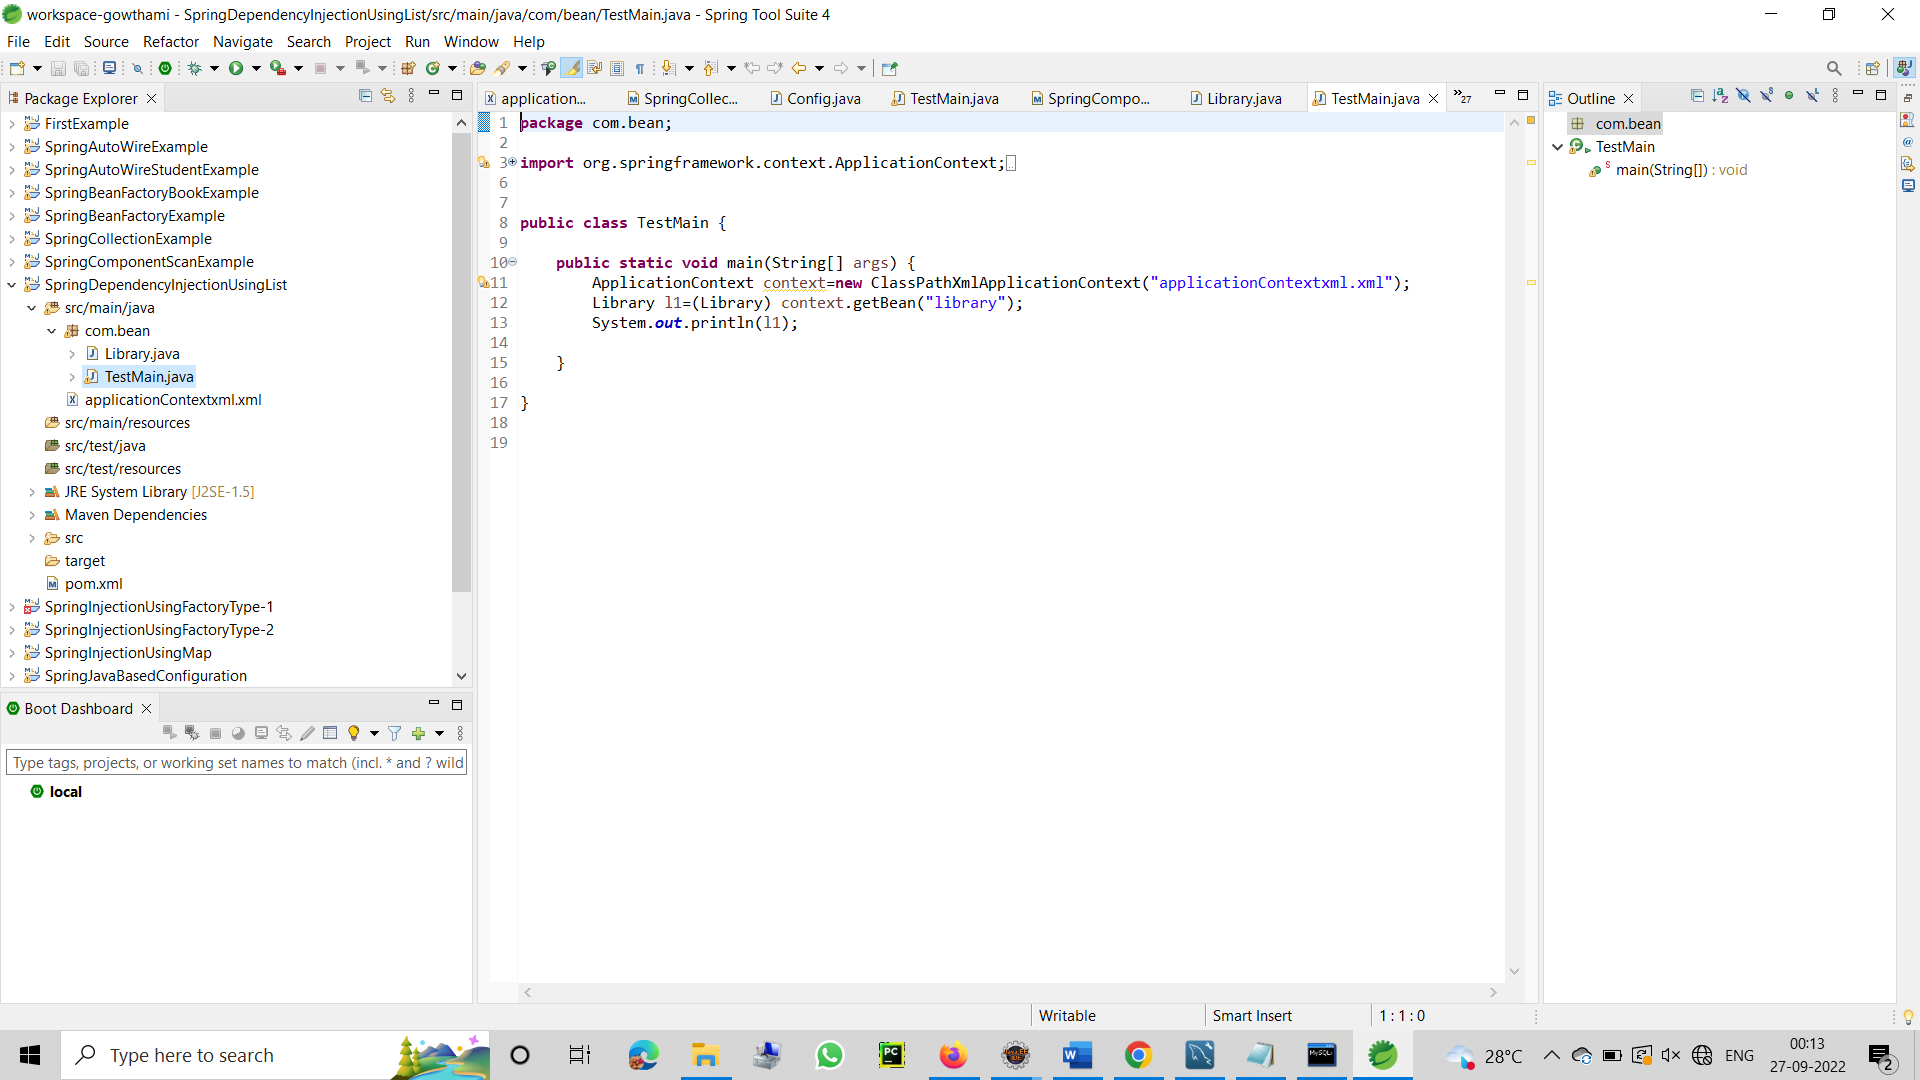 workspace-gowthami - SpringDependencyInjectionUsingList/src/main/java/com/bean/TestMain.java - Spring Tool Suite 4
File Edit Source Refactor Navigate Search Project Run Window Help
Package Explorer
FirstExample
SpringAutoWireExample
SpringAutoWireStudentExample
SpringBeanFactoryBookExample
SpringBeanFactoryExample
SpringCollectionExample
SpringComponentScanExample
SpringDependencyInjectionUsingList
src/main/java
com.bean
Library.java
TestMain.java
applicationContextxml.xml
src/main/resources
src/test/java
src/test/resources
JRE System Library [J2SE-1.5]
Maven Dependencies
src
target
pom.xml
SpringInjectionUsingFactoryType-1
SpringInjectionUsingFactoryType-2
SpringInjectionUsingMap
SpringJavaBasedConfiguration
Boot Dashboard
Type tags, projects, or working set names to match (incl. * and ? wild
local
application... SpringCollec... Config.java TestMain.java SpringCompo... Library.java TestMain.java »27
1 package com.bean;
2
3 import org.springframework.context.ApplicationContext;
6
7
8 public class TestMain {
9
10 public static void main(String[] args) {
11 ApplicationContext context=new ClassPathXmlApplicationContext("applicationContextxml.xml");
12 Library l1=(Library) context.getBean("library");
13 System.out.println(l1);
14
15 }
16
17 }
18
19
Outline
com.bean
TestMain
main(String[]) : void
Writable Smart Insert 1 : 1 : 0
Type here to search
28°C ENG
00:13
27-09-2022
2